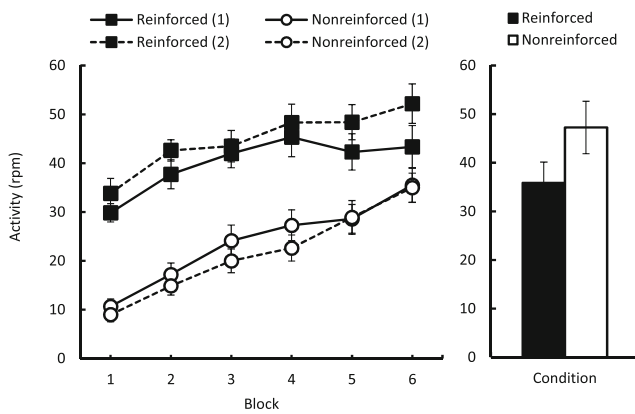 Reinforced (1) Nonreinforced (1)
Reinforced (2) Nonreinforced (2)
Activity (rpm)
60
50
40
30
20
10
0
1 2 3 4 5 6
Block
Reinforced
Nonreinforced
60
50
40
30
20
10
0
Condition